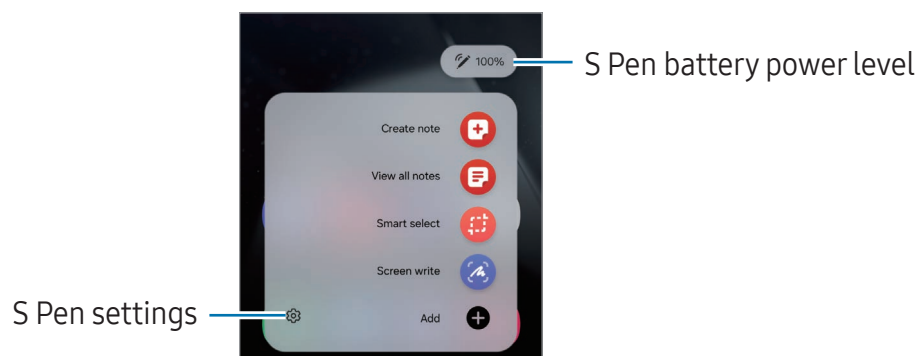 100%
S Pen battery power level
Create note
View all notes
Smart select
Screen write
S Pen settings
Add